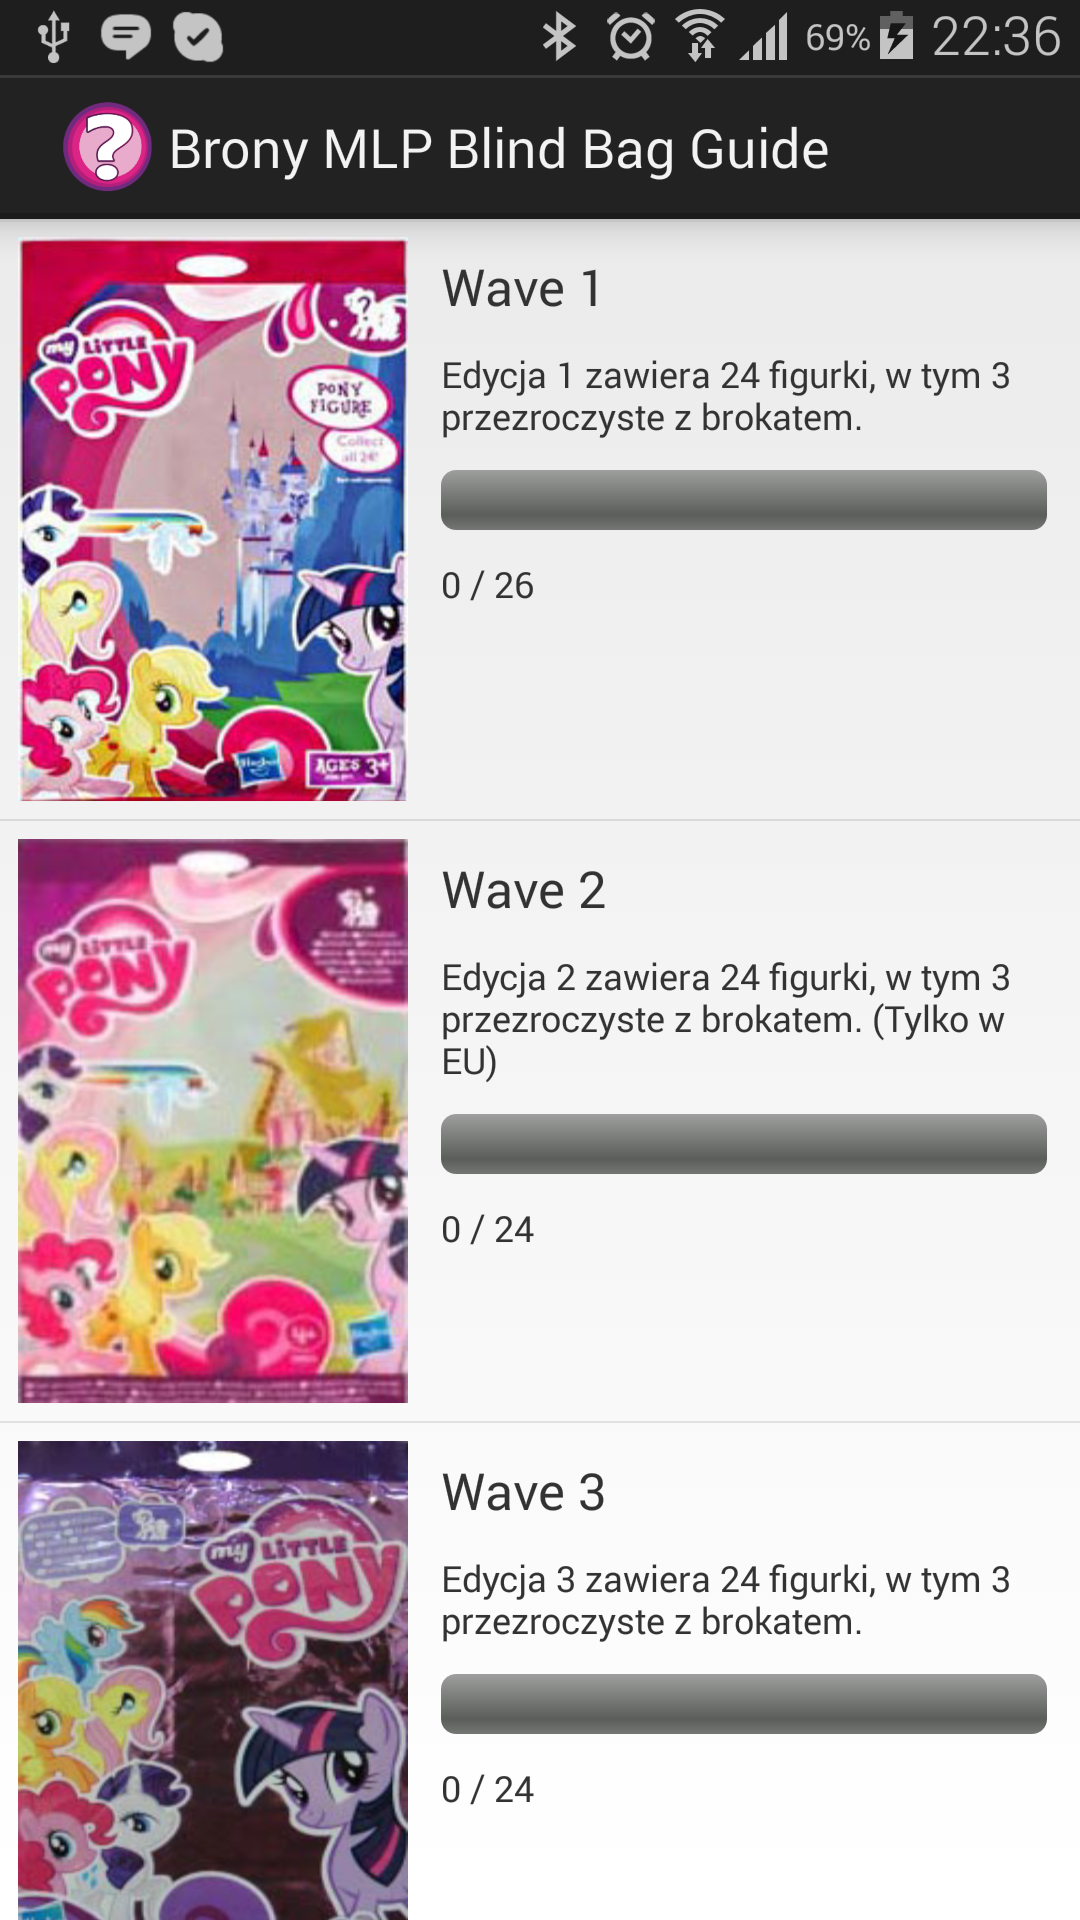 69% 22:36
Brony MLP Blind Bag Guide
my LITTLE
PONY
PONY
FIGURE
Collect
all 24!
Hasbro
AGES 3+
Wave 1
Edycja 1 zawiera 24 figurki, w tym 3
przezroczyste z brokatem.
0 / 26
my LITTLE
PONY
4+
Hasbro
Wave 2
Edycja 2 zawiera 24 figurki, w tym 3
przezroczyste z brokatem. (Tylko w
EU)
0 / 24
my LITTLE
PONY
Wave 3
Edycja 3 zawiera 24 figurki, w tym 3
przezroczyste z brokatem.
0 / 24